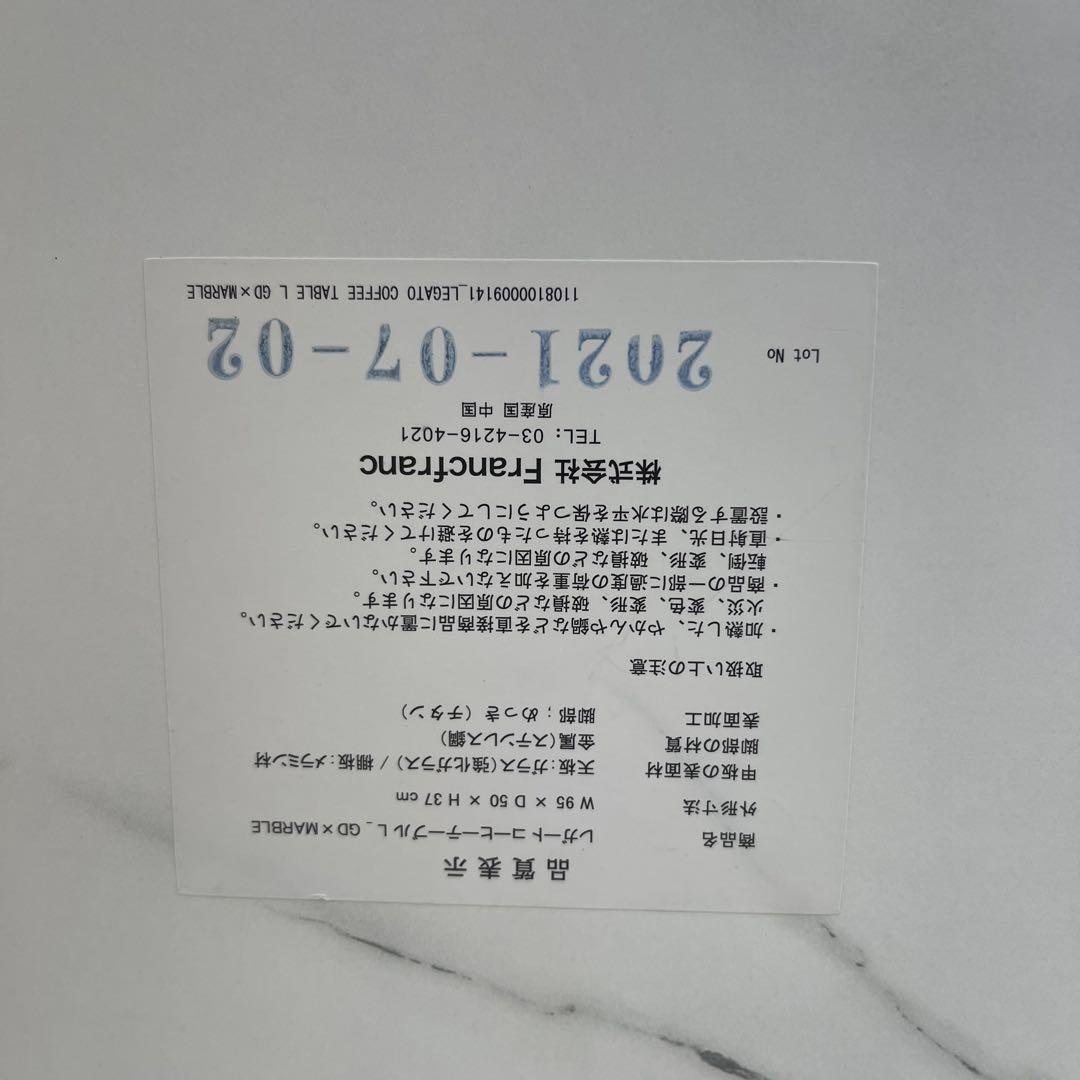 品質表示
商品名 レガートコーヒーテーブル L _ GD×MARBLE
外形寸法 W 95 × D 50 × H 37 cm
甲板の表面材 天板:ガラス(強化ガラス) / 棚板:メラミン材
脚部の材質 金属(ステンレス鋼)
表面加工 脚部;めっき (チタン)
取扱い上の注意
・加熱した、やかんや鍋などを直接商品に置かないでください。
火災、変色、変形、破損などの原因になります。
・商品の一部に過度の荷重を加えないで下さい。
転倒、変形、破損などの原因になります。
・直射日光、または熱を持ったものを避けてください。
・設置する際は水平を保つようにしてください。
株式会社 Francfranc
TEL: 03-4216-4021
原産国 中国
Lot No 2021-07-02
1108100009141_LEGATO COFFEE TABLE L GD×MARBLE